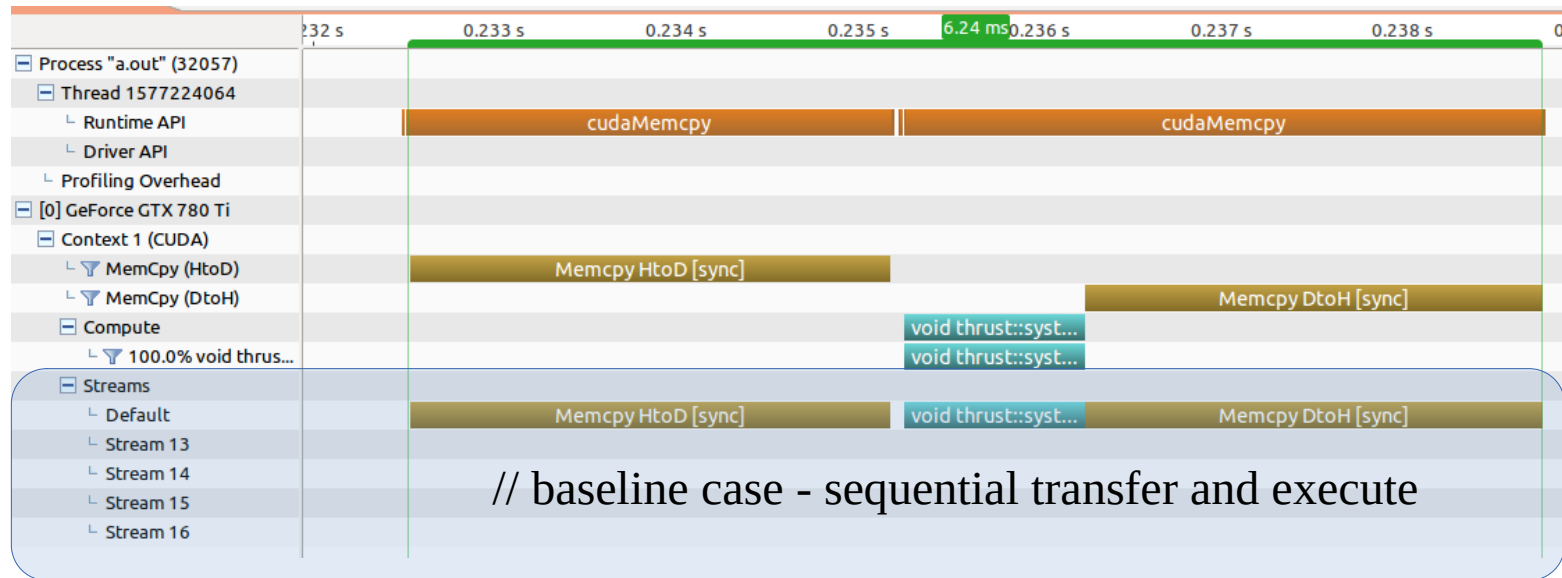 232 s 0.233 s 0.234 s 0.235 s 6.24 ms 0.236 s 0.237 s 0.238 s 0
Process "a.out" (32057)
Thread 1577224064
Runtime API cudaMemcpy cudaMemcpy
Driver API
Profiling Overhead
[0] GeForce GTX 780 Ti
Context 1 (CUDA)
MemCpy (HtoD) Memcpy HtoD [sync]
MemCpy (DtoH) Memcpy DtoH [sync]
Compute void thrust::syst...
100.0% void thrus... void thrust::syst...
Streams
Default Memcpy HtoD [sync] void thrust::syst... Memcpy DtoH [sync]
Stream 13
Stream 14
// baseline case - sequential transfer and execute
Stream 15
Stream 16